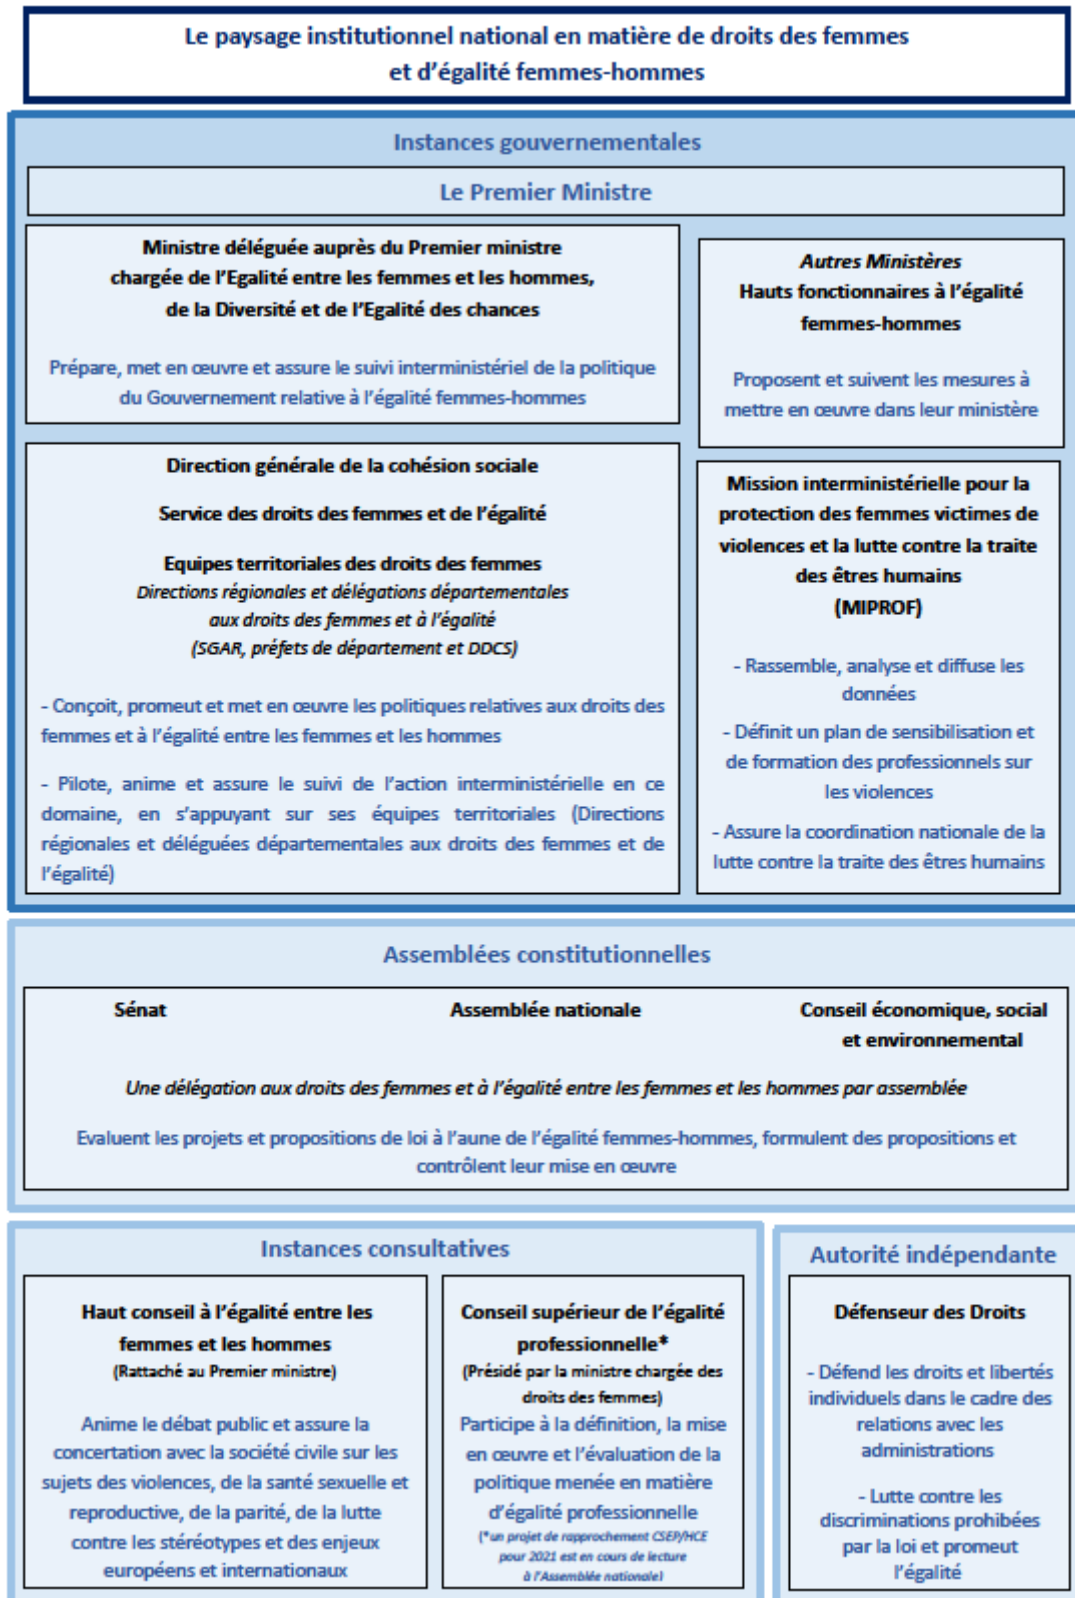 Le paysage institutionnel national en matière de droits des femmes
et d'égalité femmes-hommes
Instances gouvernementales
Le Premier Ministre
Ministre déléguée auprès du Premier ministre
chargée de l'Egalité entre les femmes et les hommes,
de la Diversité et de l'Egalité des chances
Prépare, met en œuvre et assure le suivi interministériel de la politique
du Gouvernement relative à l'égalité femmes-hommes
Autres Ministères
Hauts fonctionnaires à l'égalité
femmes-hommes
Proposent et suivent les mesures à
mettre en œuvre dans leur ministère
Direction générale de la cohésion sociale
Service des droits des femmes et de l'égalité
Equipes territoriales des droits des femmes
Directions régionales et délégations départementales
aux droits des femmes et à l'égalité
(SGAR, préfets de département et DDCS)
- Conçoit, promeut et met en œuvre les politiques relatives aux droits des
femmes et à l'égalité entre les femmes et les hommes
- Pilote, anime et assure le suivi de l'action interministérielle en ce
domaine, en s'appuyant sur ses équipes territoriales (Directions
régionales et déléguées départementales aux droits des femmes et de
l'égalité)
Mission interministérielle pour la
protection des femmes victimes de
violences et la lutte contre la traite
des êtres humains
(MIPROF)
- Rassemble, analyse et diffuse les
données
- Définit un plan de sensibilisation et
de formation des professionnels sur
les violences
- Assure la coordination nationale de la
lutte contre la traite des êtres humains
Assemblées constitutionnelles
Sénat
Assemblée nationale
Conseil économique, social
et environnemental
Une délégation aux droits des femmes et à l'égalité entre les femmes et les hommes par assemblée
Evaluent les projets et propositions de loi à l'aune de l'égalité femmes-hommes, formulent des propositions et
contrôlent leur mise en œuvre
Instances consultatives
Haut conseil à l'égalité entre les
femmes et les hommes
(Rattaché au Premier ministre)
Anime le débat public et assure la
concertation avec la société civile sur les
sujets des violences, de la santé sexuelle et
reproductive, de la parité, de la lutte
contre les stéréotypes et des enjeux
européens et internationaux
Conseil supérieur de l'égalité
professionnelle*
(Présidé par la ministre chargée des
droits des femmes)
Participe à la définition, la mise
en œuvre et l'évaluation de la
politique menée en matière
d'égalité professionnelle
(*un projet de rapprochement CSEP/HCE
pour 2021 est en cours de lecture
à l'Assemblée nationale)
Autorité indépendante
Défenseur des Droits
- Défend les droits et libertés
individuels dans le cadre des
relations avec les
administrations
- Lutte contre les
discriminations prohibées
par la loi et promeut
l'égalité